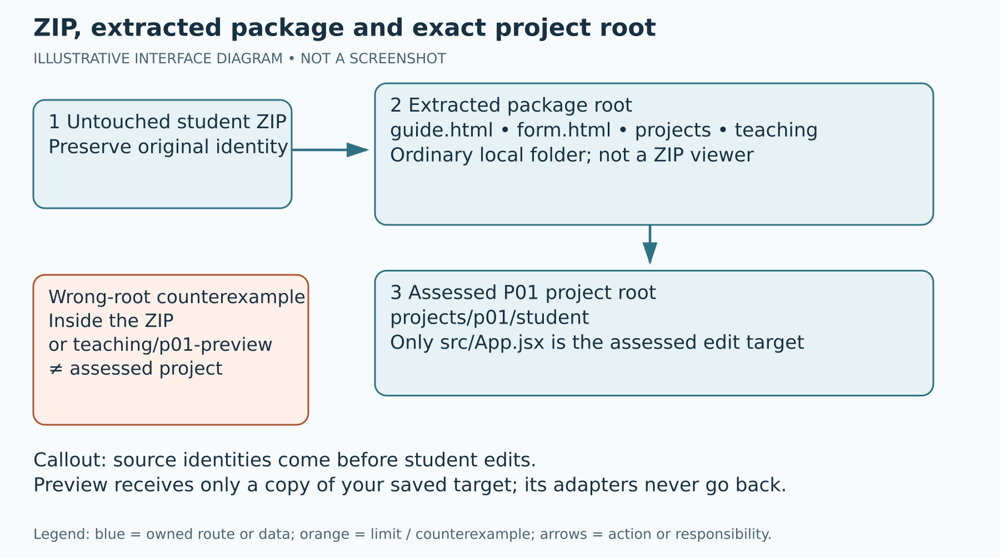 ZIP, extracted package and exact project root
ILLUSTRATIVE INTERFACE DIAGRAM • NOT A SCREENSHOT
1 Untouched student ZIP
Preserve original identity
2 Extracted package root
guide.html • form.html • projects • teaching
Ordinary local folder; not a ZIP viewer
Wrong-root counterexample
Inside the ZIP
or teaching/p01-preview
≠ assessed project
3 Assessed P01 project root
projects/p01/student
Only src/App.jsx is the assessed edit target
Callout: source identities come before student edits.
Preview receives only a copy of your saved target; its adapters never go back.
Legend: blue = owned route or data; orange = limit / counterexample; arrows = action or responsibility.